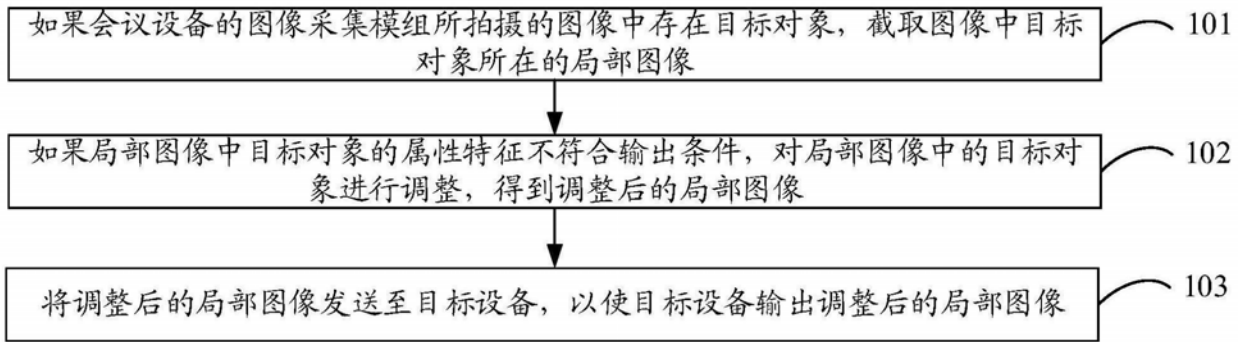 如果会议设备的图像采集模组所拍摄的图像中存在目标对象，截取图像中目标
对象所在的局部图像
101
如果局部图像中目标对象的属性特征不符合输出条件，对局部图像中的目标对
象进行调整，得到调整后的局部图像
102
将调整后的局部图像发送至目标设备，以使目标设备输出调整后的局部图像
103